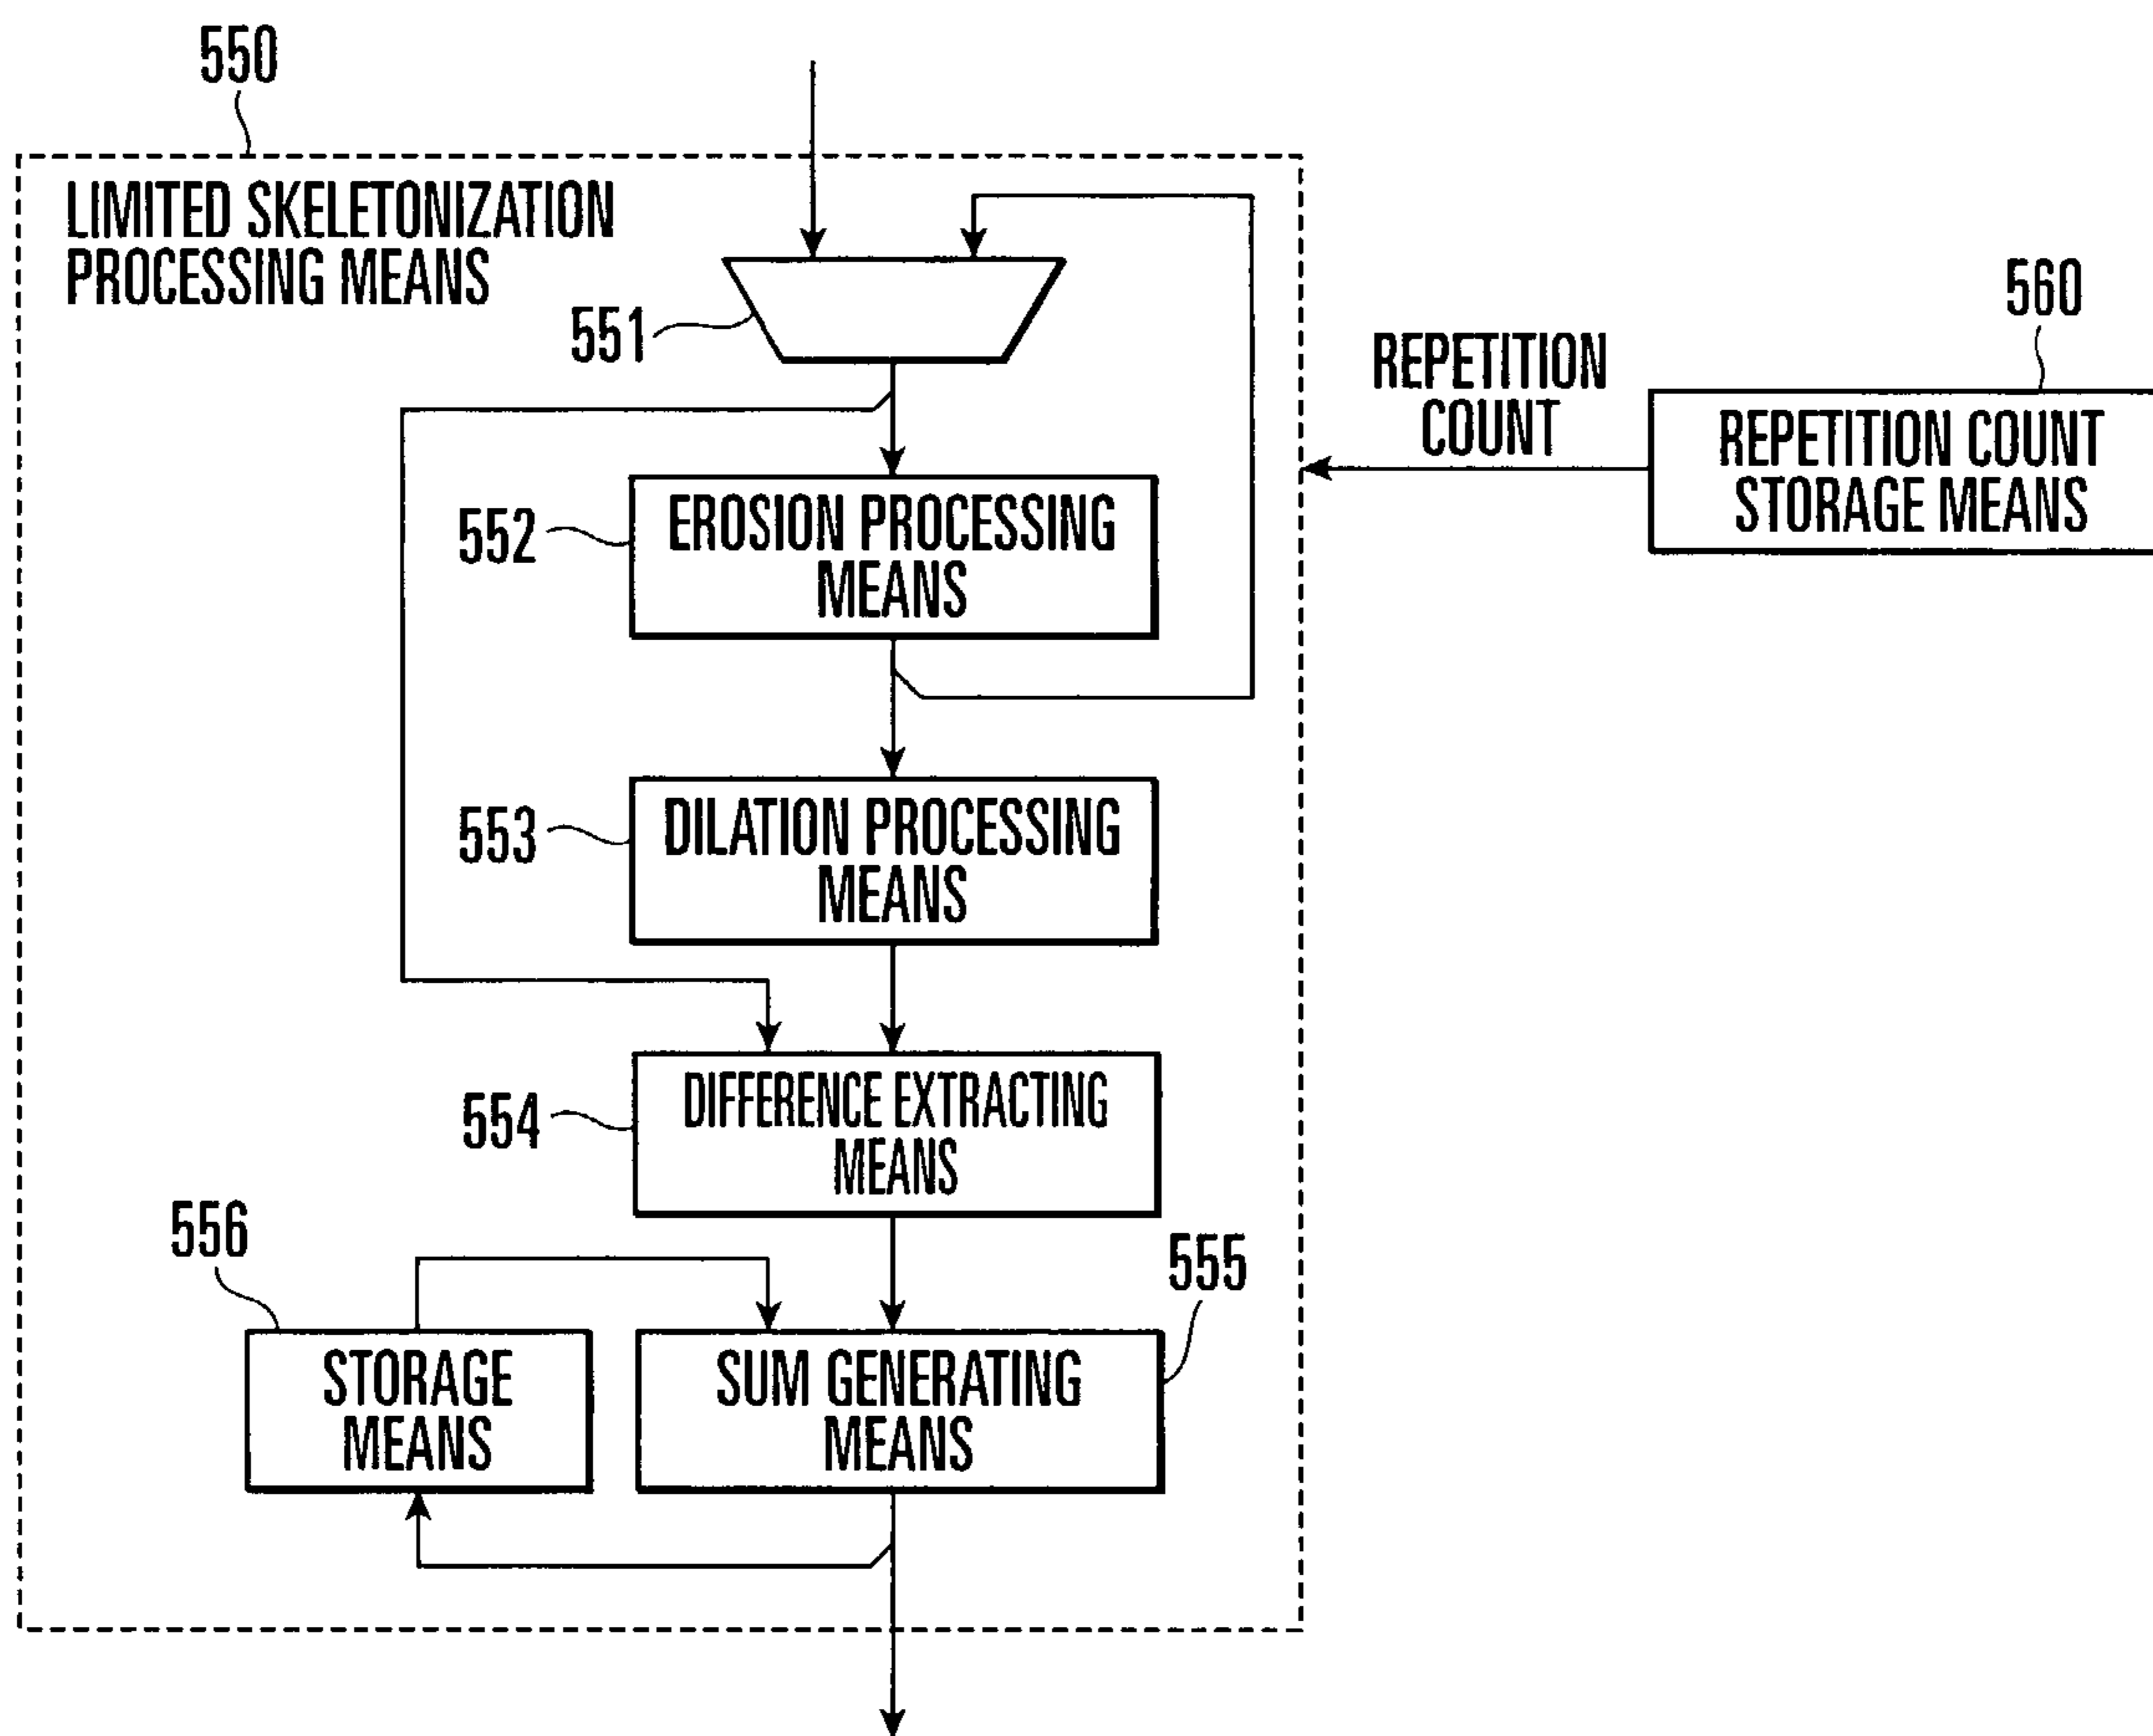 550
LIMITED SKELETONIZATION
PROCESSING MEANS
551
560
REPETITION
COUNT
REPETITION COUNT
STORAGE MEANS
552
EROSION PROCESSING
MEANS
553
DILATION PROCESSING
MEANS
554
DIFFERENCE EXTRACTING
MEANS
556
555
STORAGE
MEANS
SUM GENERATING
MEANS